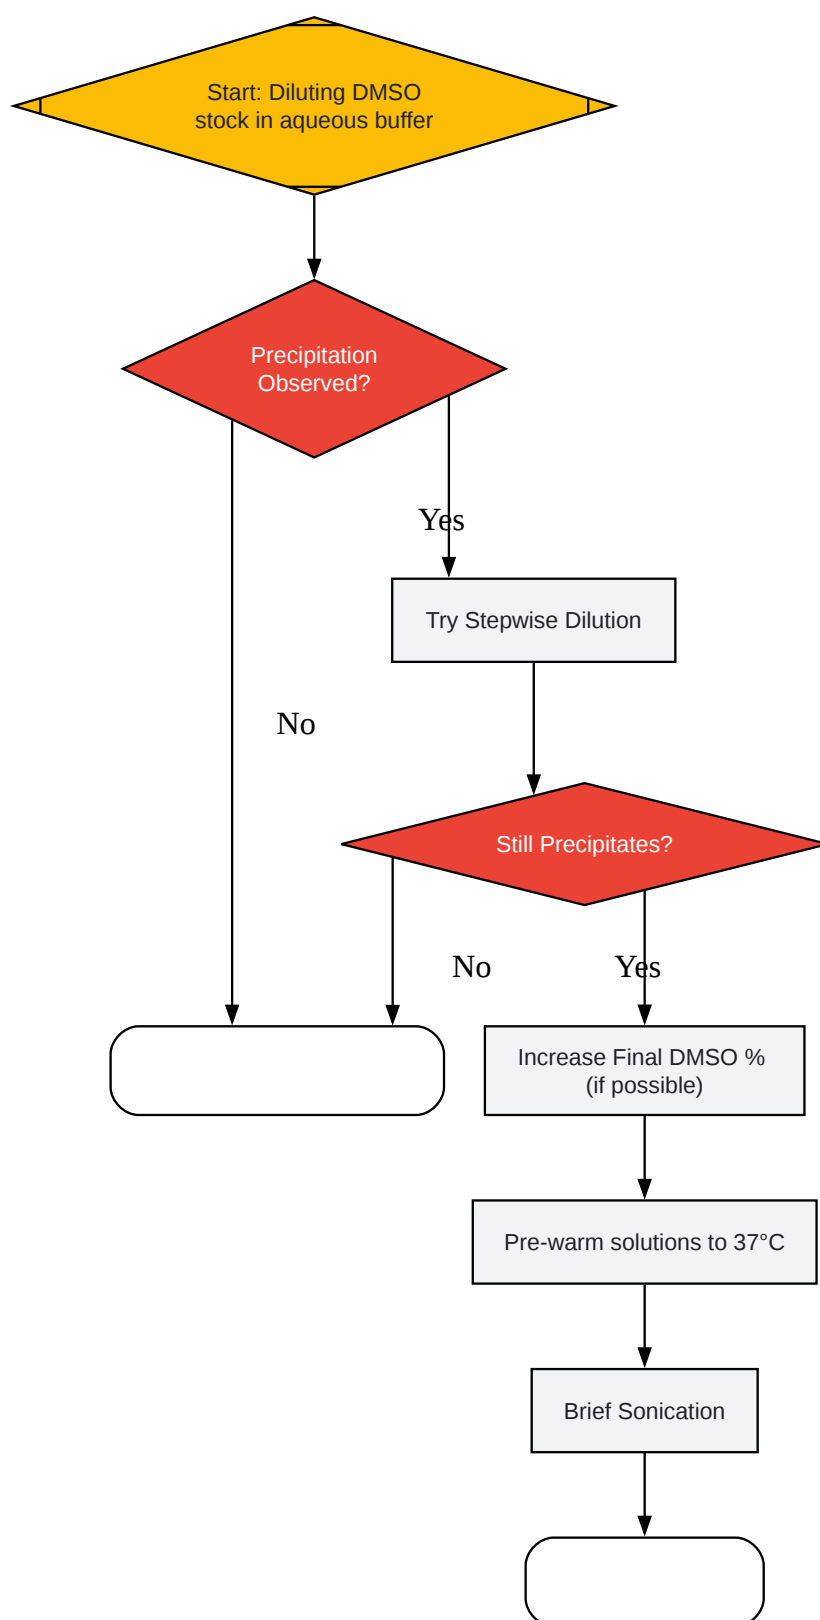 Start: Diluting DMSO
stock in aqueous buffer
Precipitation
Observed?
Yes
Try Stepwise Dilution
No
Still Precipitates?
No
Yes
Increase Final DMSO %
(if possible)
Pre-warm solutions to 37°C
Brief Sonication